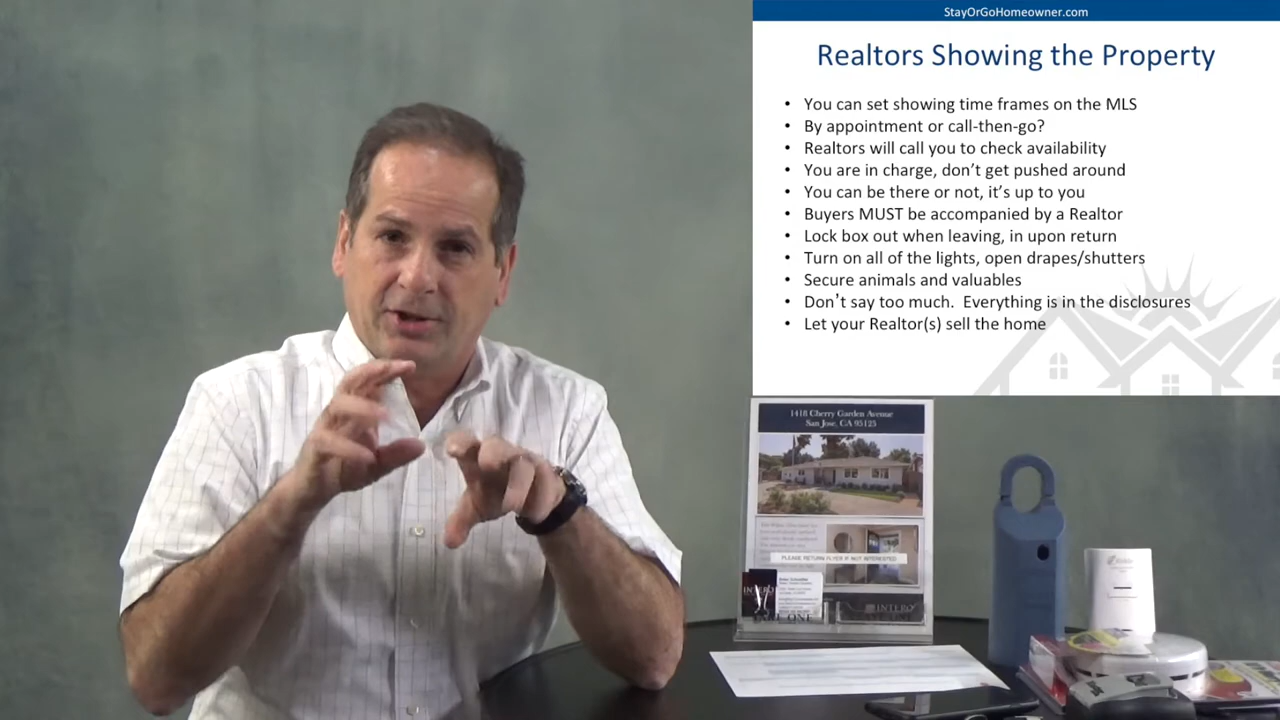 StayOrGoHomeowner.com
Realtors Showing the Property
• You can set showing time frames on the MLS
• By appointment or call-then-go?
• Realtors will call you to check availability
• You are in charge, don't get pushed around
• You can be there or not, it's up to you
• Buyers MUST be accompanied by a Realtor
• Lock box out when leaving, in upon return
• Turn on all of the lights, open drapes/shutters
• Secure animals and valuables
• Don't say too much.  Everything is in the disclosures
• Let your Realtor(s) sell the home
1418 Cherry Garden Avenue
San Jose, CA 95125
PLEASE RETURN FLYER IF NOT INTERESTED
INTERO